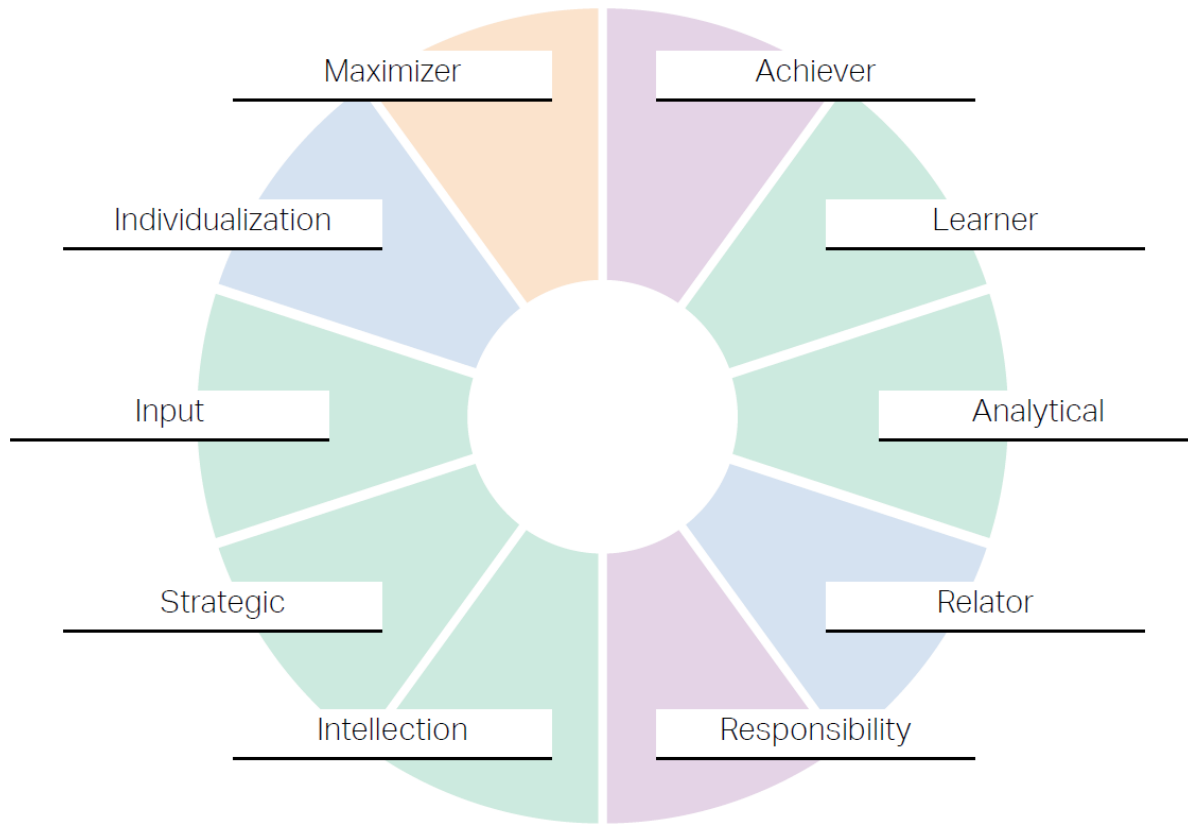 Maximizer
Achiever
Individualization
Learner
Input
Analytical
Strategic
Relator
Intellection
Responsibility